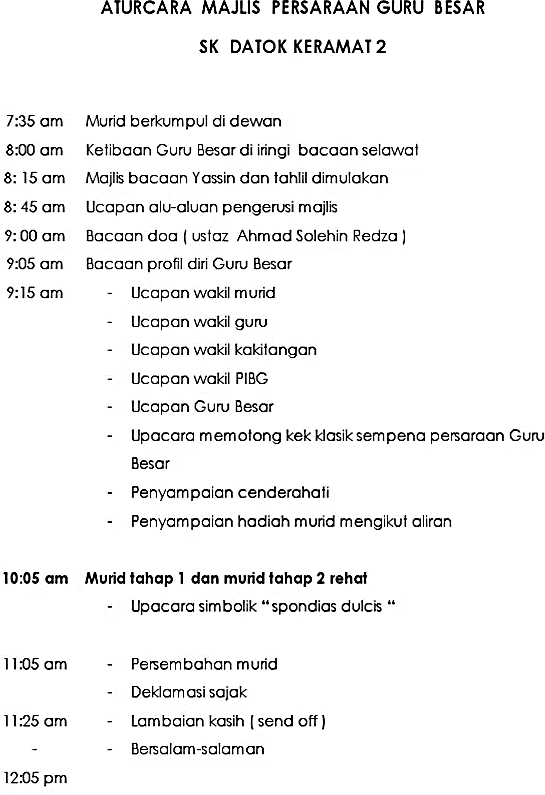 ATURCARA MAJLIS PERSARAAN GURU BESAR
SK DATOK KERAMAT 2
7:35 am Murid berkumpul di dewan
8:00 am Ketibaan Guru Besar di iringi bacaan selawat
8: 15 am Majlis bacaan Yassin dan tahlil dimulakan
8: 45 am Ucapan alu-aluan pengerusi majlis
9: 00 am Bacaan doa ( ustaz Ahmad Solehin Redza )
9:05 am Bacaan profil diri Guru Besar
9:15 am - Ucapan wakil murid
- Ucapan wakil guru
- Ucapan wakil kakitangan
- Ucapan wakil PIBG
- Ucapan Guru Besar
- Upacara memotong kek klasik sempena persaraan Guru
Besar
- Penyampaian cenderahati
- Penyampaian hadiah murid mengikut aliran
10:05 am Murid tahap 1 dan murid tahap 2 rehat
- Upacara simbolik “ spondias dulcis “
11:05 am - Persembahan murid
- Deklamasi sajak
11:25 am - Lambaian kasih ( send off )
- - Bersalam-salaman
12:05 pm